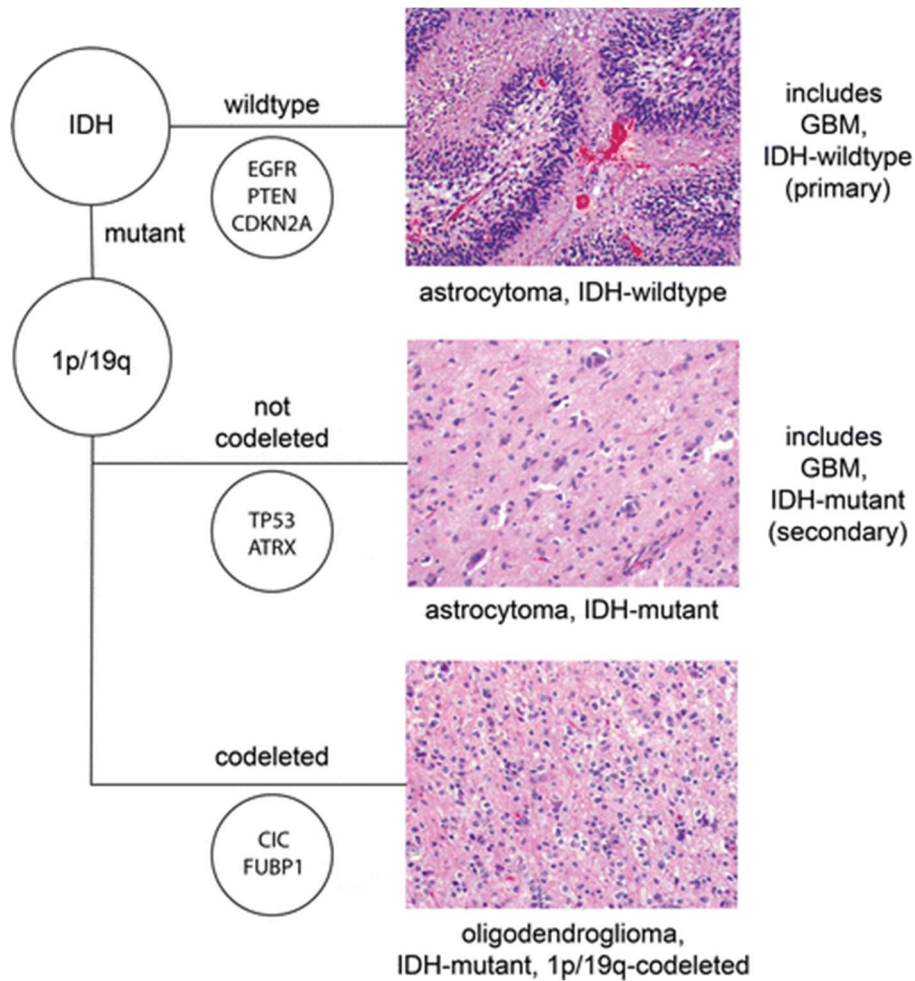 IDH
wildtype
EGFR
PTEN
CDKN2A
includes
GBM,
IDH-wildtype
(primary)
astrocytoma, IDH-wildtype
mutant
1p/19q
not
codeleted
TP53
ATRX
includes
GBM,
IDH-mutant
(secondary)
astrocytoma, IDH-mutant
codeleted
CIC
FUBP1
oligodendroglioma,
IDH-mutant, 1p/19q-codeleted